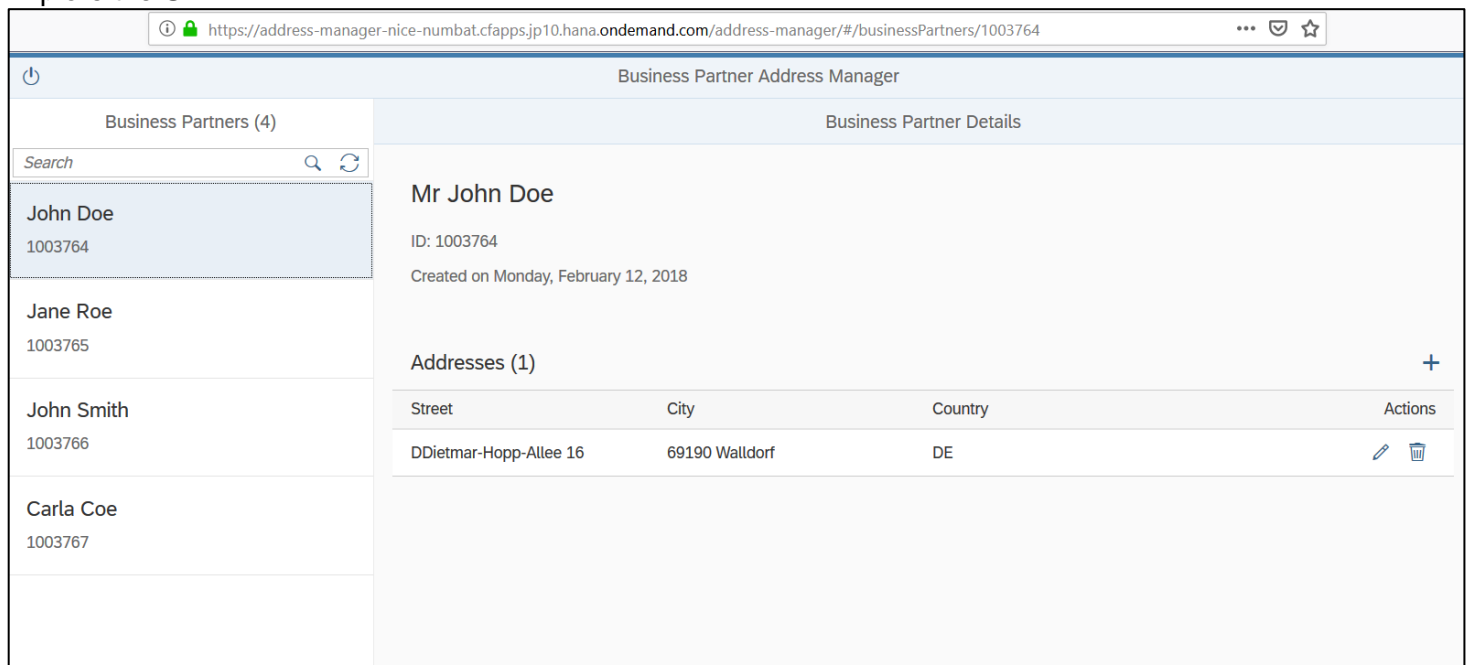 https://address-manager-nice-numbat.cfapps.jp10.hana.ondemand.com/address-manager/#/businessPartners/1003764
Business Partner Address Manager
Business Partners (4)
Search
John Doe
1003764
Jane Roe
1003765
John Smith
1003766
Carla Coe
1003767
Business Partner Details
Mr John Doe
ID: 1003764
Created on Monday, February 12, 2018
Addresses (1)
Street City Country Actions
DDietmar-Hopp-Allee 16 69190 Walldorf DE